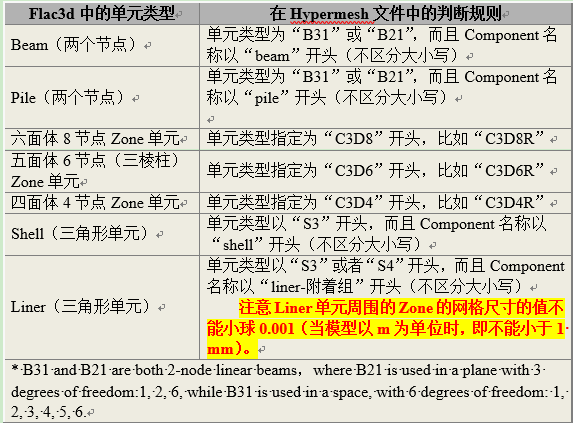 Flac3d 中的单元类型
在 Hypermesh 文件中的判断规则
Beam（两个节点）
单元类型为“B31”或“B21”，而且 Component 名
称以“beam”开头（不区分大小写）
Pile（两个节点）
单元类型为“B31”或“B21”，而且 Component 名
称以“pile”开头（不区分大小写）
六面体 8 节点 Zone 单元
单元类型指定为“C3D8”开头，比如“C3D8R”
五面体 6 节点（三棱柱）
Zone 单元
单元类型指定为“C3D6”开头，比如“C3D6R”
四面体 4 节点 Zone 单元
单元类型指定为“C3D4”开头，比如“C3D4R”
Shell（三角形单元）
单元类型以“S3”开头，而且 Component 名称以
“shell”开头（不区分大小写）
Liner（三角形单元）
单元类型以“S3”或者“S4”开头，而且 Component
名称以“liner-附着组”开头（不区分大小写）
注意 Liner 单元周围的 Zone 的网格尺寸的值不
能小球 0.001（当模型以 m 为单位时，即不能小于 1
mm）。
* B31 and B21 are both 2-node linear beams，where B21 is used in a plane with 3
degrees of freedom:1, 2, 6, while B31 is used in a space, with 6 degrees of freedom: 1,
2, 3, 4, 5, 6.